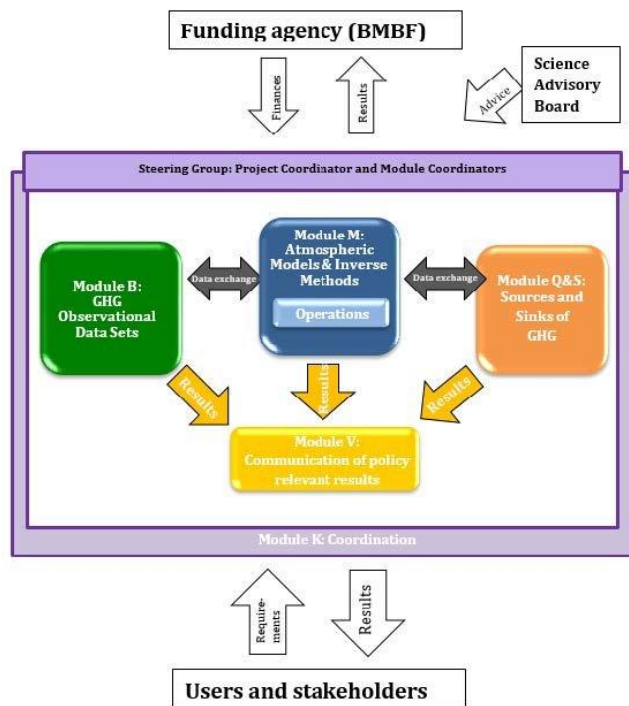 Funding agency (BMBF)
Finances
Results
Advice
Science
Advisory
Board
Steering Group: Project Coordinator and Module Coordinators
Module B:
GHG
Observational
Data Sets
Data exchange
Module M:
Atmospheric
Models & Inverse
Methods
Operations
Data exchange
Module Q&S:
Sources and
Sinks of
GHG
Results
Results
Results
Module V:
Communication of policy
relevant results
Module K: Coordination
Require-
ments
Results
Users and stakeholders